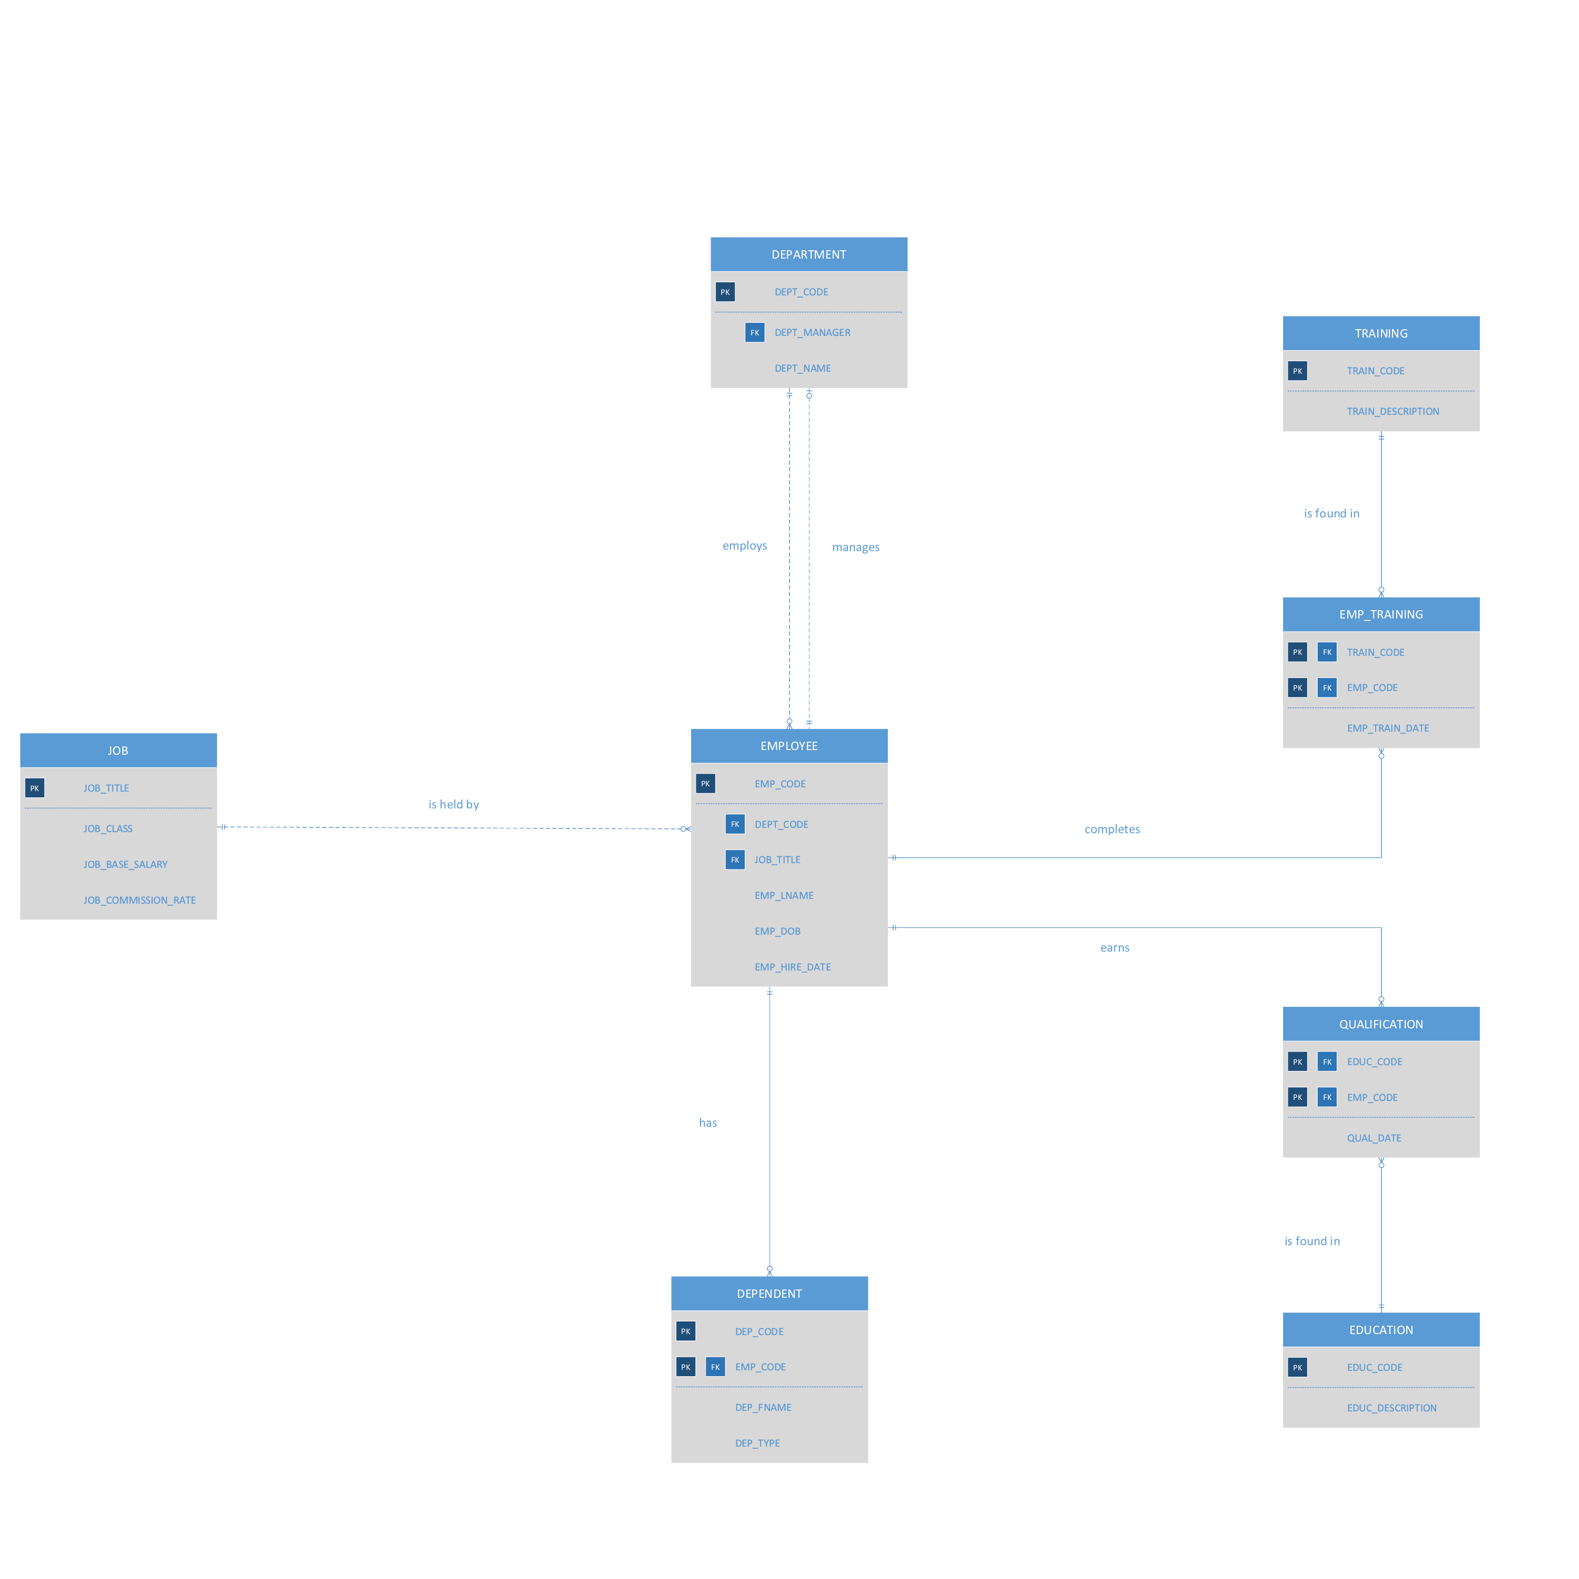 DEPARTMENT
PK DEPT_CODE
FK DEPT_MANAGER
DEPT_NAME
employs
manages
TRAINING
PK TRAIN_CODE
TRAIN_DESCRIPTION
is found in
EMP_TRAINING
PK FK TRAIN_CODE
PK FK EMP_CODE
EMP_TRAIN_DATE
JOB
PK JOB_TITLE
JOB_CLASS
JOB_BASE_SALARY
JOB_COMMISSION_RATE
is held by
EMPLOYEE
PK EMP_CODE
FK DEPT_CODE
FK JOB_TITLE
EMP_LNAME
EMP_DOB
EMP_HIRE_DATE
completes
earns
QUALIFICATION
PK FK EDUC_CODE
PK FK EMP_CODE
QUAL_DATE
has
is found in
DEPENDENT
PK DEP_CODE
PK FK EMP_CODE
DEP_FNAME
DEP_TYPE
EDUCATION
PK EDUC_CODE
EDUC_DESCRIPTION